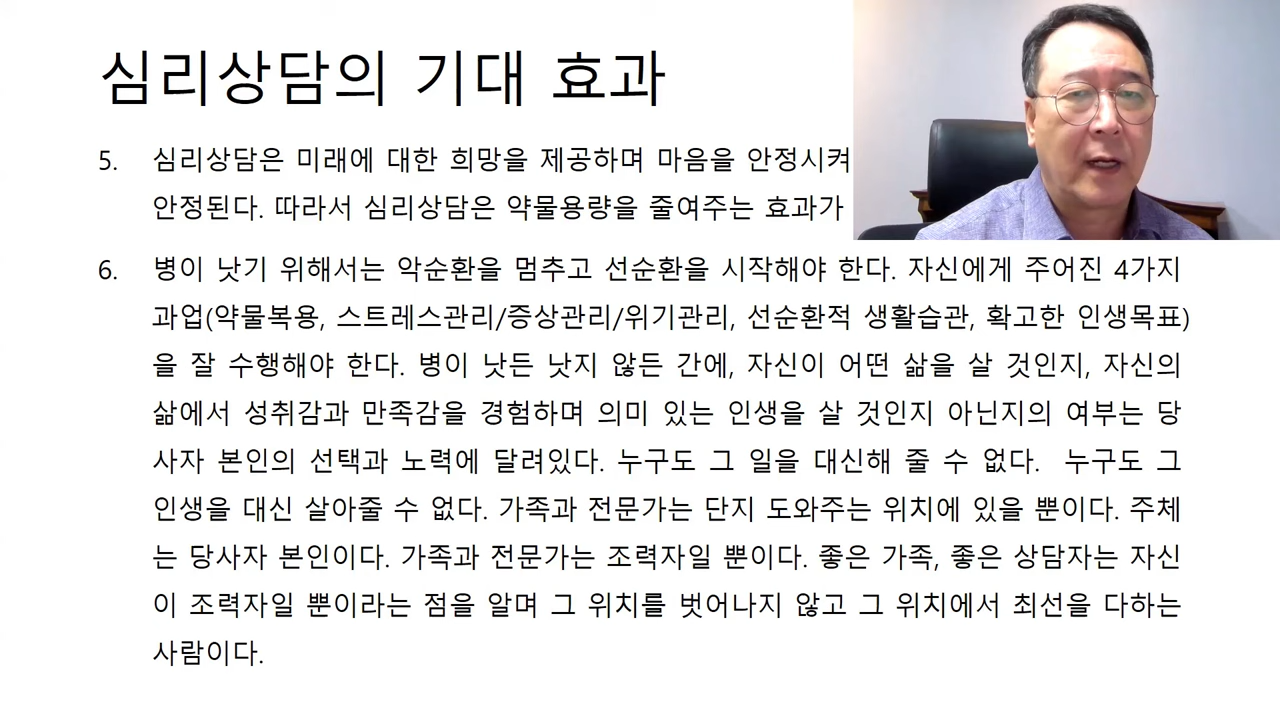 심리상담의 기대 효과
5. 심리상담은 미래에 대한 희망을 제공하며 마음을 안정시켜
안정된다. 따라서 심리상담은 약물용량을 줄여주는 효과가
6. 병이 낫기 위해서는 악순환을 멈추고 선순환을 시작해야 한다. 자신에게 주어진 4가지
과업(약물복용, 스트레스관리/증상관리/위기관리, 선순환적 생활습관, 확고한 인생목표)
을 잘 수행해야 한다. 병이 낫든 낫지 않든 간에, 자신이 어떤 삶을 살 것인지, 자신의
삶에서 성취감과 만족감을 경험하며 의미 있는 인생을 살 것인지 아닌지의 여부는 당
사자 본인의 선택과 노력에 달려있다. 누구도 그 일을 대신해 줄 수 없다. 누구도 그
인생을 대신 살아줄 수 없다. 가족과 전문가는 단지 도와주는 위치에 있을 뿐이다. 주체
는 당사자 본인이다. 가족과 전문가는 조력자일 뿐이다. 좋은 가족, 좋은 상담자는 자신
이 조력자일 뿐이라는 점을 알며 그 위치를 벗어나지 않고 그 위치에서 최선을 다하는
사람이다.